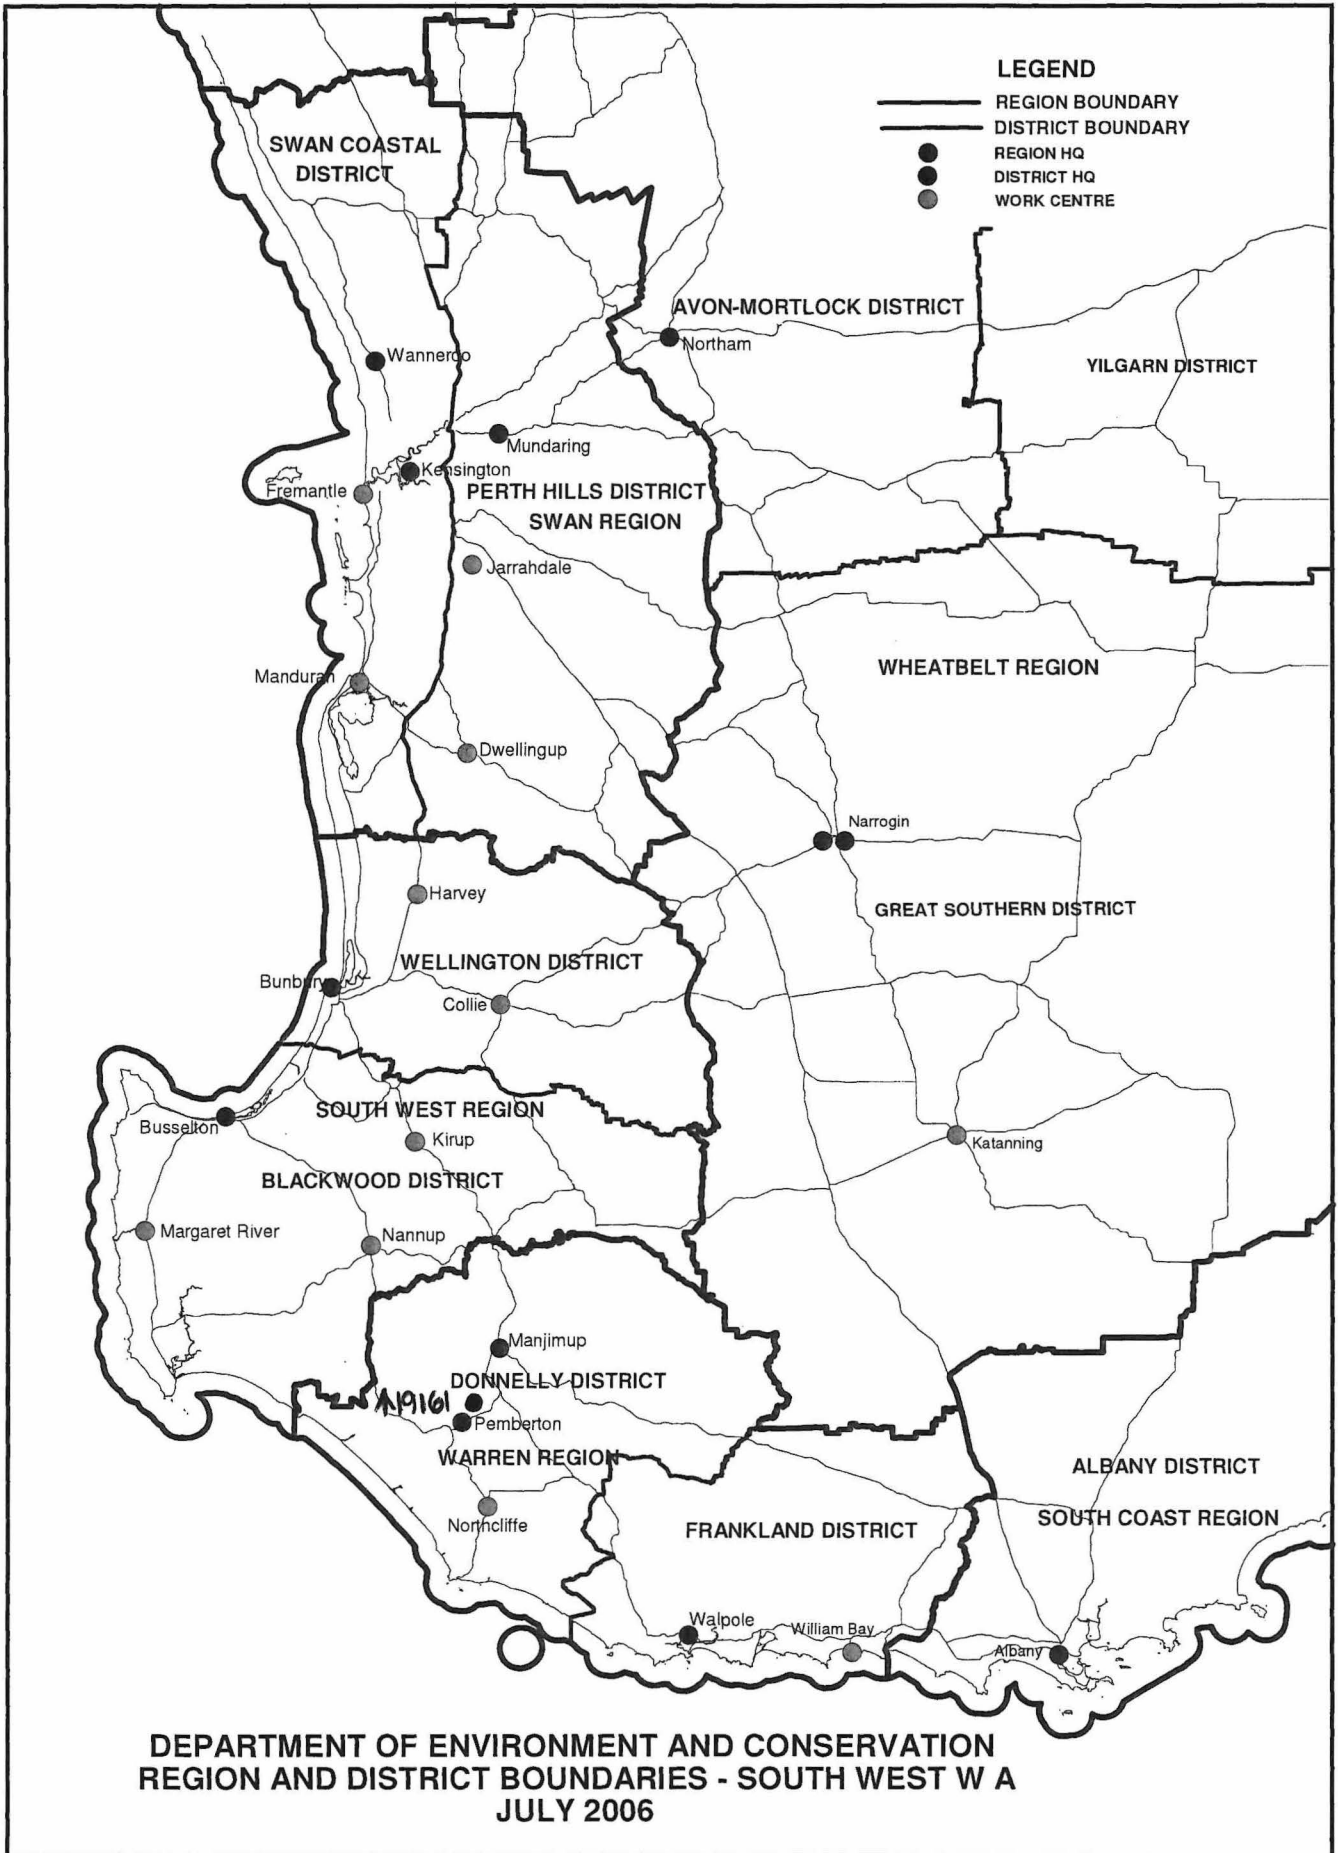 LEGEND
REGION BOUNDARY
DISTRICT BOUNDARY
REGION HQ
DISTRICT HQ
WORK CENTRE
SWAN COASTAL
DISTRICT
AVON-MORTLOCK DISTRICT
Northam
YILGARN DISTRICT
Wanneroo
Mundaring
Kensington
Fremantle
PERTH HILLS DISTRICT
SWAN REGION
Jarrahdale
WHEATBELT REGION
Mandurah
Dwellingup
Narrogin
Harvey
GREAT SOUTHERN DISTRICT
WELLINGTON DISTRICT
Bunbury
Collie
SOUTH WEST REGION
Busselton
Kirup
Katanning
BLACKWOOD DISTRICT
Margaret River
Nannup
Manjimup
DONNELLY DISTRICT
19161
Pemberton
WARREN REGION
ALBANY DISTRICT
SOUTH COAST REGION
Northcliffe
FRANKLAND DISTRICT
Walpole
William Bay
Albany
DEPARTMENT OF ENVIRONMENT AND CONSERVATION
REGION AND DISTRICT BOUNDARIES - SOUTH WEST W A
JULY 2006